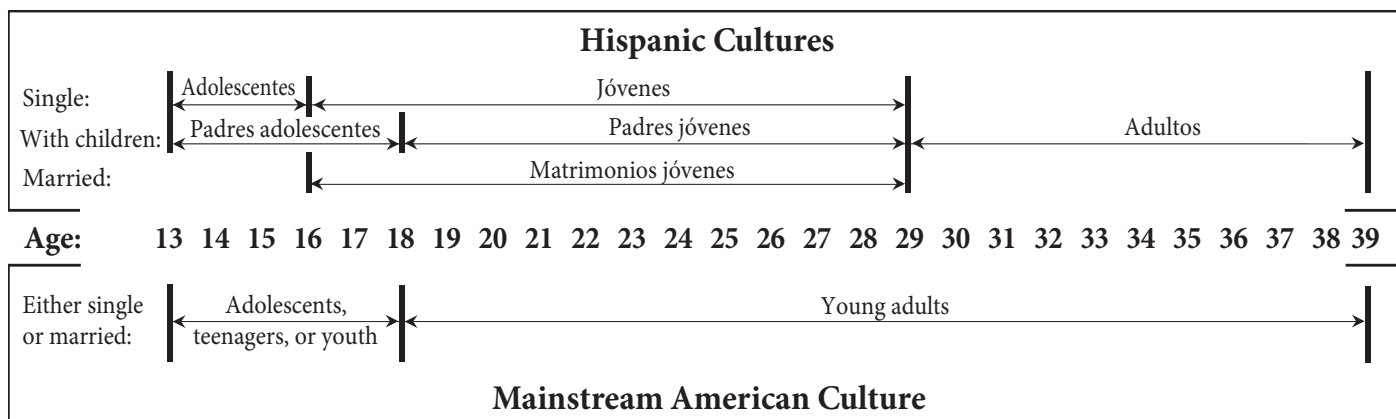 Hispanic Cultures
Single: Adolescentes Jóvenes
With children: Padres adolescentes Padres jóvenes Adultos
Married: Matrimonios jóvenes
Age: 13 14 15 16 17 18 19 20 21 22 23 24 25 26 27 28 29 30 31 32 33 34 35 36 37 38 39
Either single Adolescents, Young adults
or married: teenagers, or youth
Mainstream American Culture